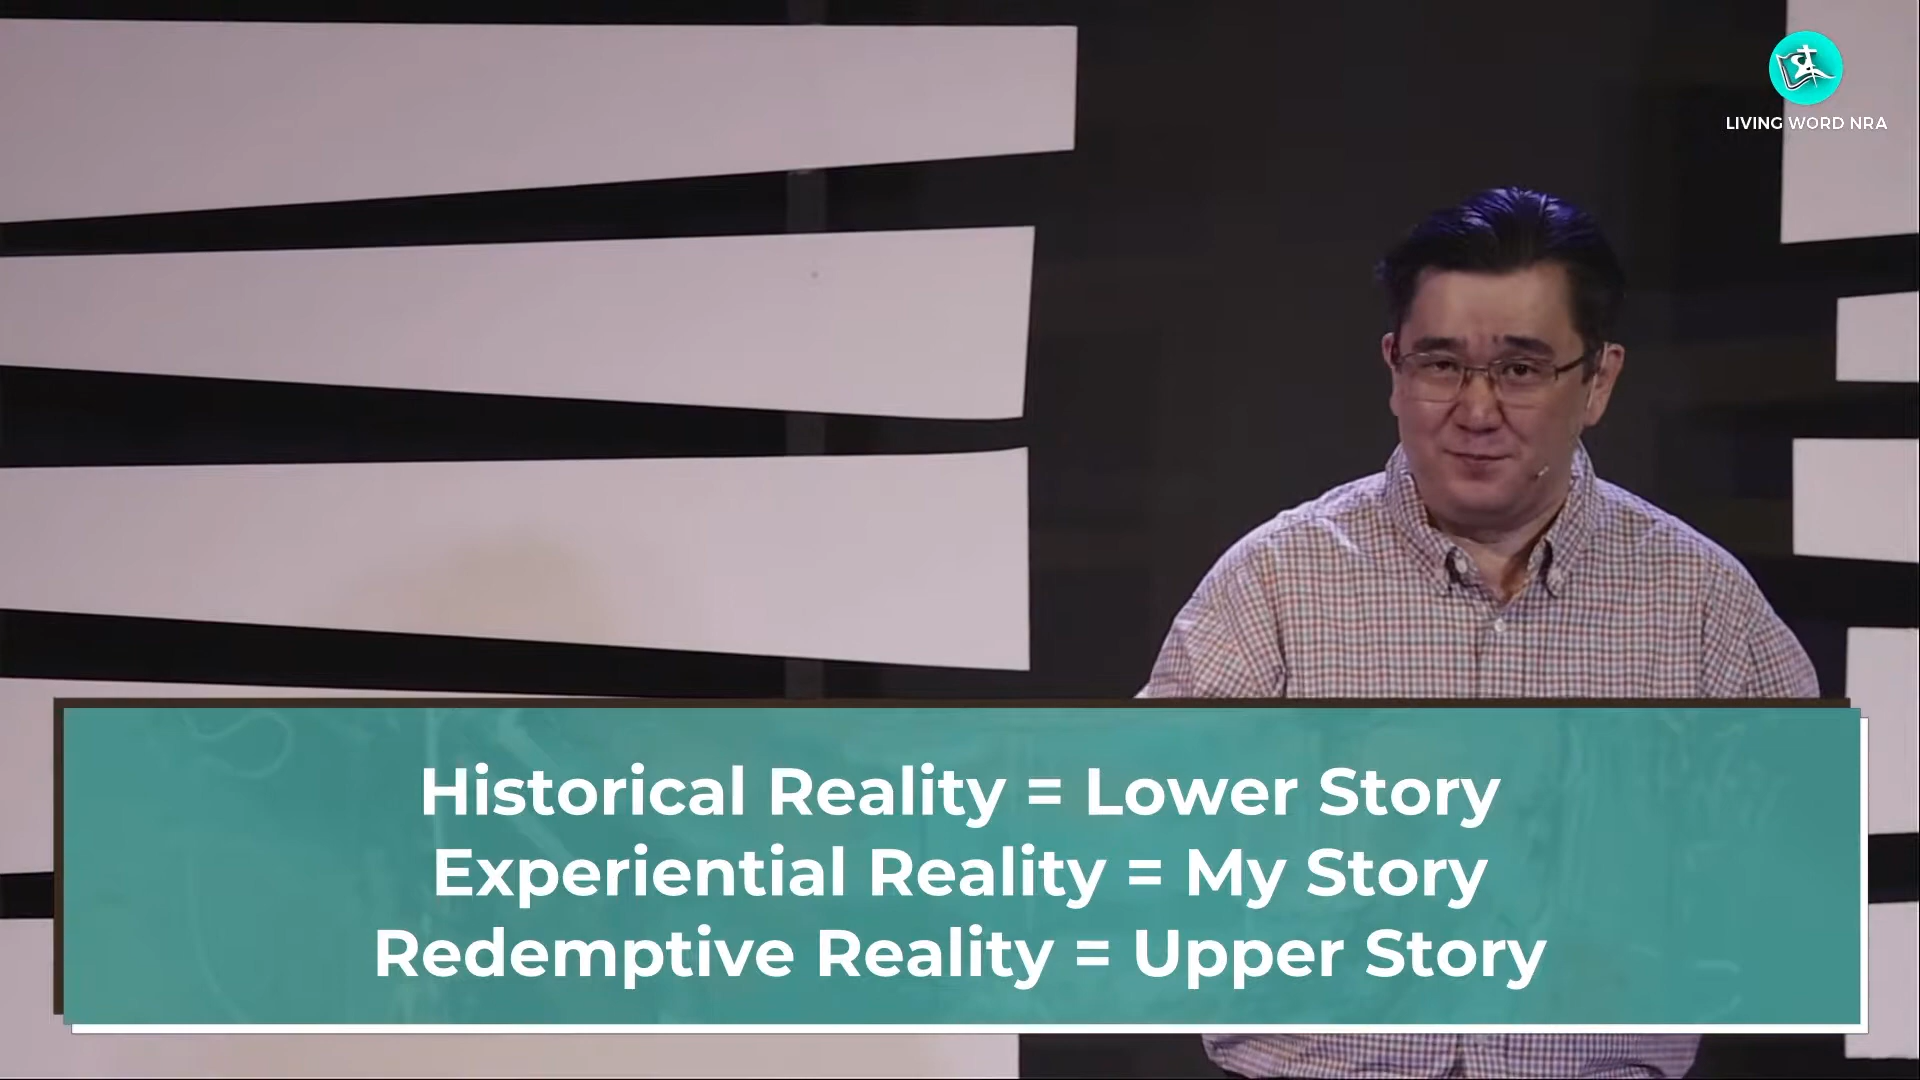 LIVING WORD NRA
Historical Reality = Lower Story
Experiential Reality = My Story
Redemptive Reality = Upper Story